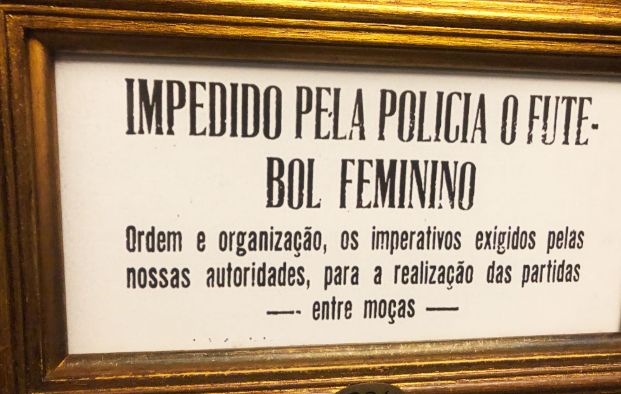 IMPEDIDO PELA POLICIA O FUTE-
BOL FEMININO
Ordem e organização, os imperativos exigidos pelas
nossas autoridades, para a realização das partidas
—- entre moças —